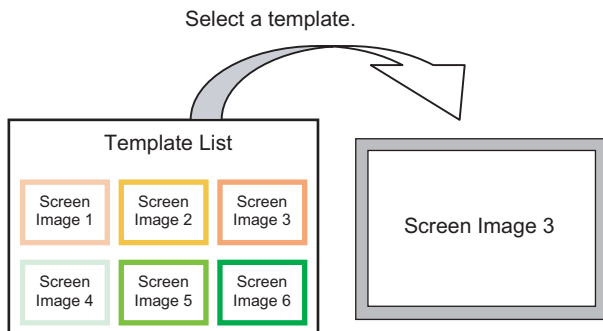 Select a template.
Template List
Screen
Image 1
Screen
Image 2
Screen
Image 3
Screen
Image 4
Screen
Image 5
Screen
Image 6
Screen Image 3